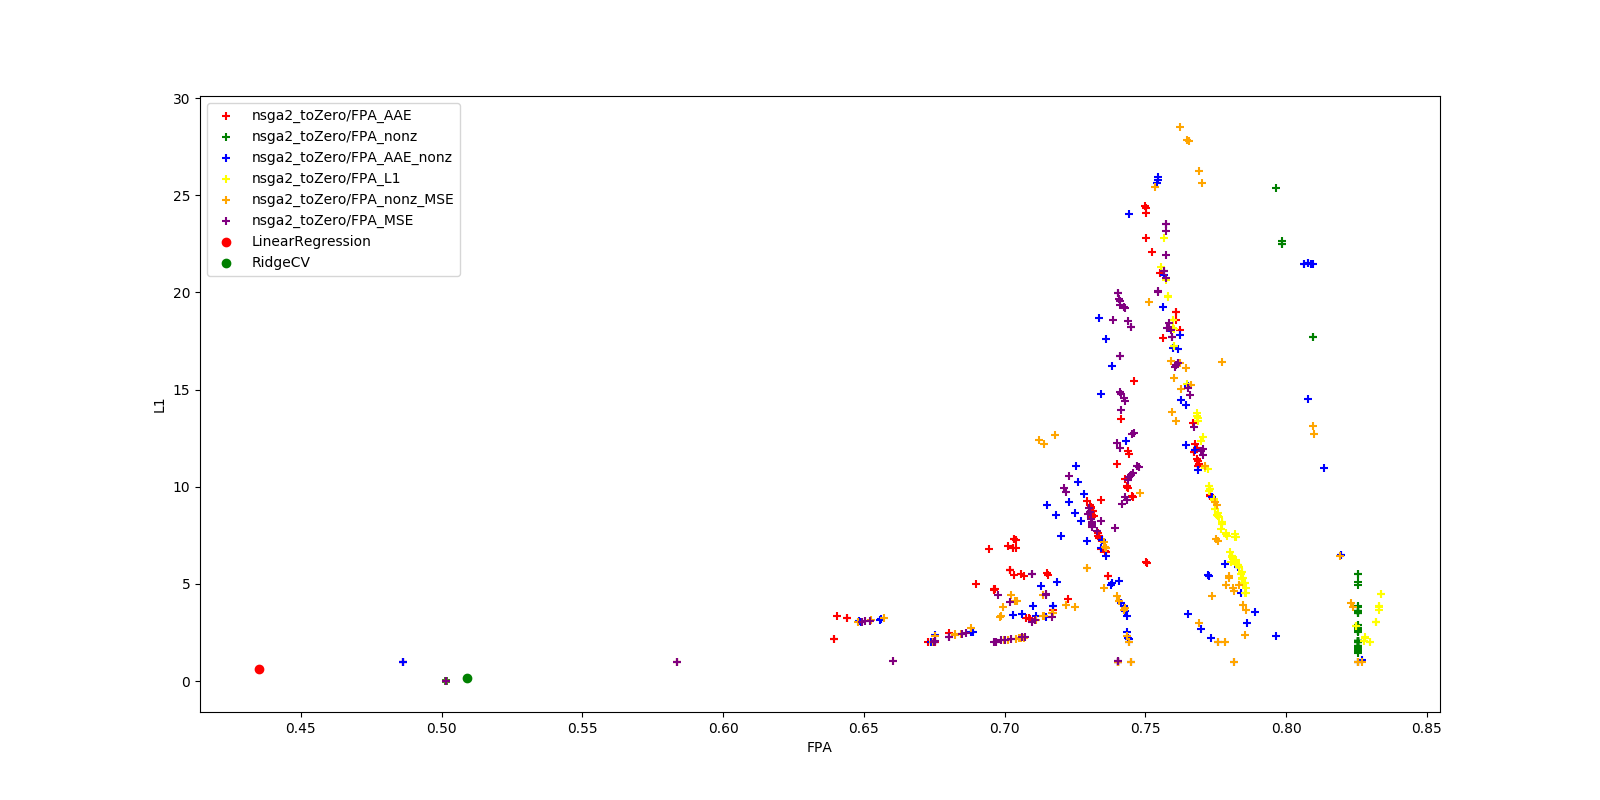 30
25
20
15
10
5
0
L1
nsga2_toZero/FPA_AAE
nsga2_toZero/FPA_nonz
nsga2_toZero/FPA_AAE_nonz
nsga2_toZero/FPA_L1
nsga2_toZero/FPA_nonz_MSE
nsga2_toZero/FPA_MSE
LinearRegression
RidgeCV
0.45 0.50 0.55 0.60 0.65 0.70 0.75 0.80 0.85
FPA